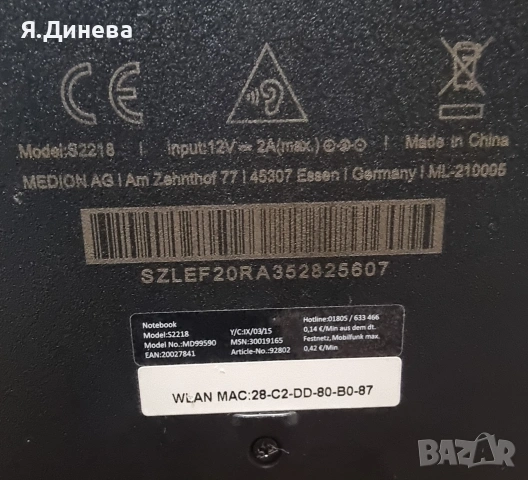 Я.Динева
CE
Model:S2218 | Input:12V⎓2A(max.) | Made in China
MEDION AG | Am Zehnthof 77 | 45307 Essen | Germany | ML-210005
SZLEF20RA352825607
Notebook
Model:S2218 Y/C:IX/03/15 Hotline:01805 / 633 466
Model No.:MD99590 MSN:30019165 0,14 €/Min aus dem dt.
EAN:20027841 Article-No.:92802 Festnetz,Mobilfunk max.
0,42 €/Min.
WLAN MAC:28-C2-DD-80-B0-87
BAZAR